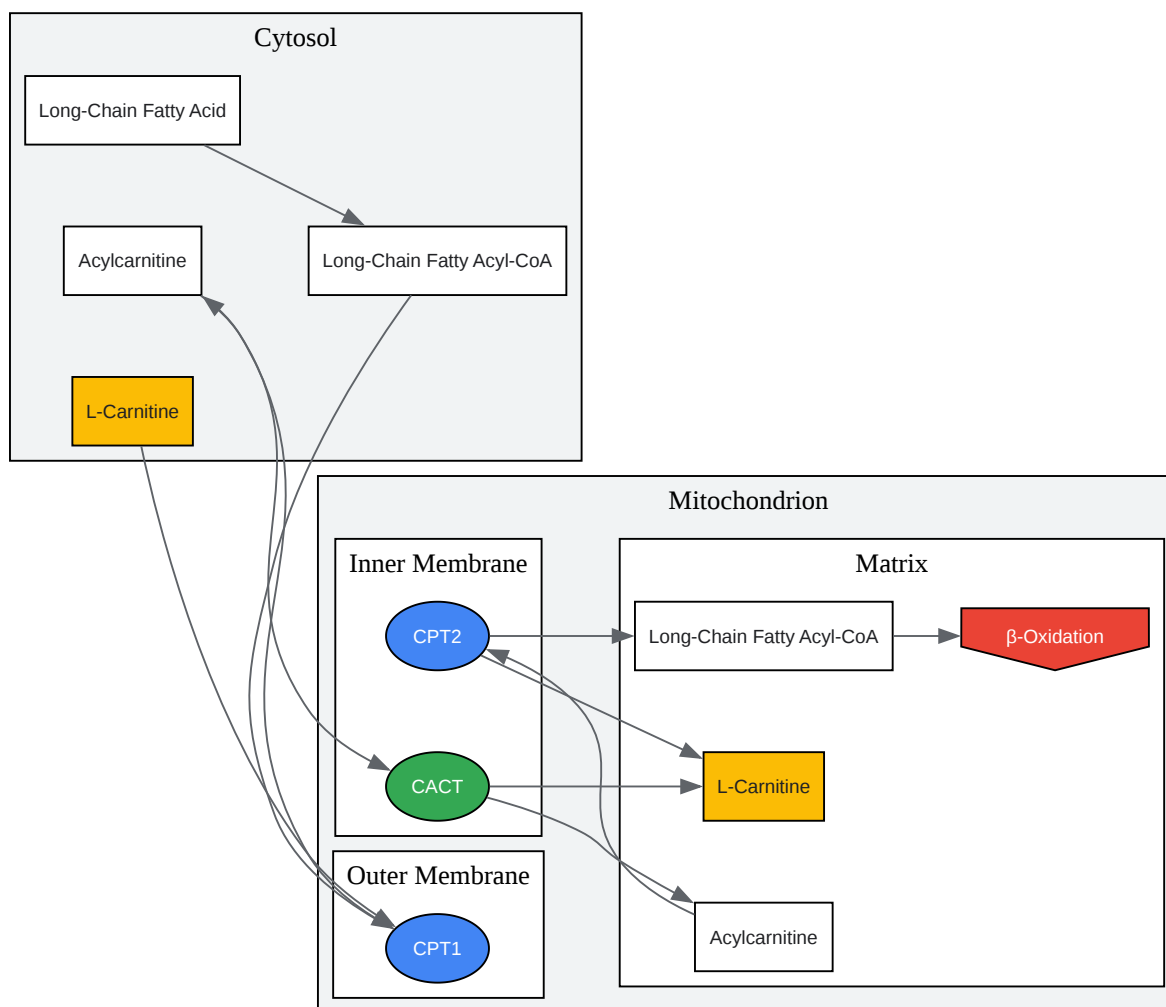 Cytosol
Long-Chain Fatty Acid
Acylcarnitine
Long-Chain Fatty Acyl-CoA
L-Carnitine
Mitochondrion
Inner Membrane
Matrix
CPT2
Long-Chain Fatty Acyl-CoA
β-Oxidation
CACT
L-Carnitine
Outer Membrane
CPT1
Acylcarnitine